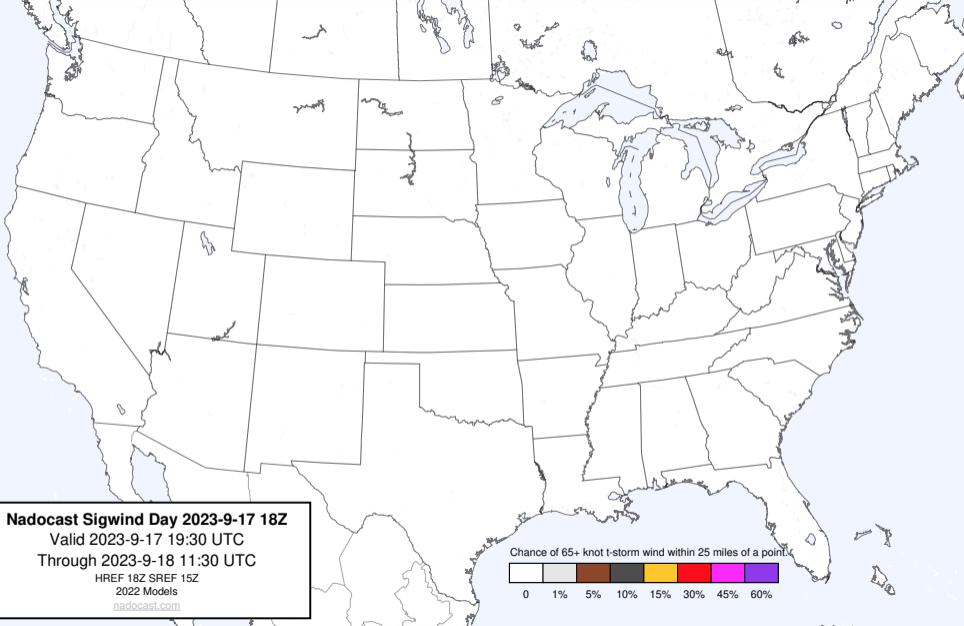 Nadocast Sigwind Day 2023-9-17 18Z
Valid 2023-9-17 19:30 UTC
Through 2023-9-18 11:30 UTC
HREF 18Z SREF 15Z
2022 Models
nadocast.com
Chance of 65+ knot t-storm wind within 25 miles of a point.
0 1% 5% 10% 15% 30% 45% 60%